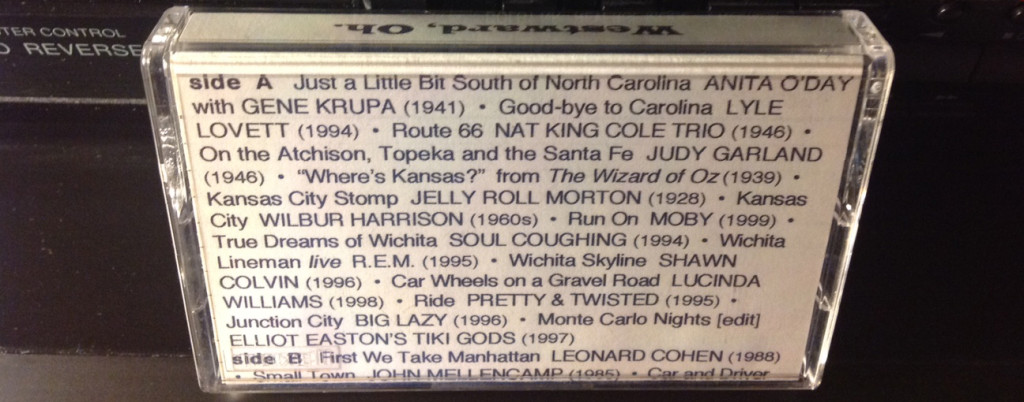 TER CONTROL
O REVERSE
Westward, Oh.
side A Just a Little Bit South of North Carolina ANITA O'DAY
with GENE KRUPA (1941) • Good-bye to Carolina LYLE
LOVETT (1994) • Route 66 NAT KING COLE TRIO (1946) •
On the Atchison, Topeka and the Santa Fe JUDY GARLAND
(1946) • "Where's Kansas?" from The Wizard of Oz (1939) •
Kansas City Stomp JELLY ROLL MORTON (1928) • Kansas
City WILBUR HARRISON (1960s) • Run On MOBY (1999) •
True Dreams of Wichita SOUL COUGHING (1994) • Wichita
Lineman live R.E.M. (1995) • Wichita Skyline SHAWN
COLVIN (1996) • Car Wheels on a Gravel Road LUCINDA
WILLIAMS (1998) • Ride PRETTY & TWISTED (1995) •
Junction City BIG LAZY (1996) • Monte Carlo Nights [edit]
ELLIOT EASTON'S TIKI GODS (1997)
side B First We Take Manhattan LEONARD COHEN (1988)
• Small Town JOHN MELLENCAMP (1985) • Car and Driver